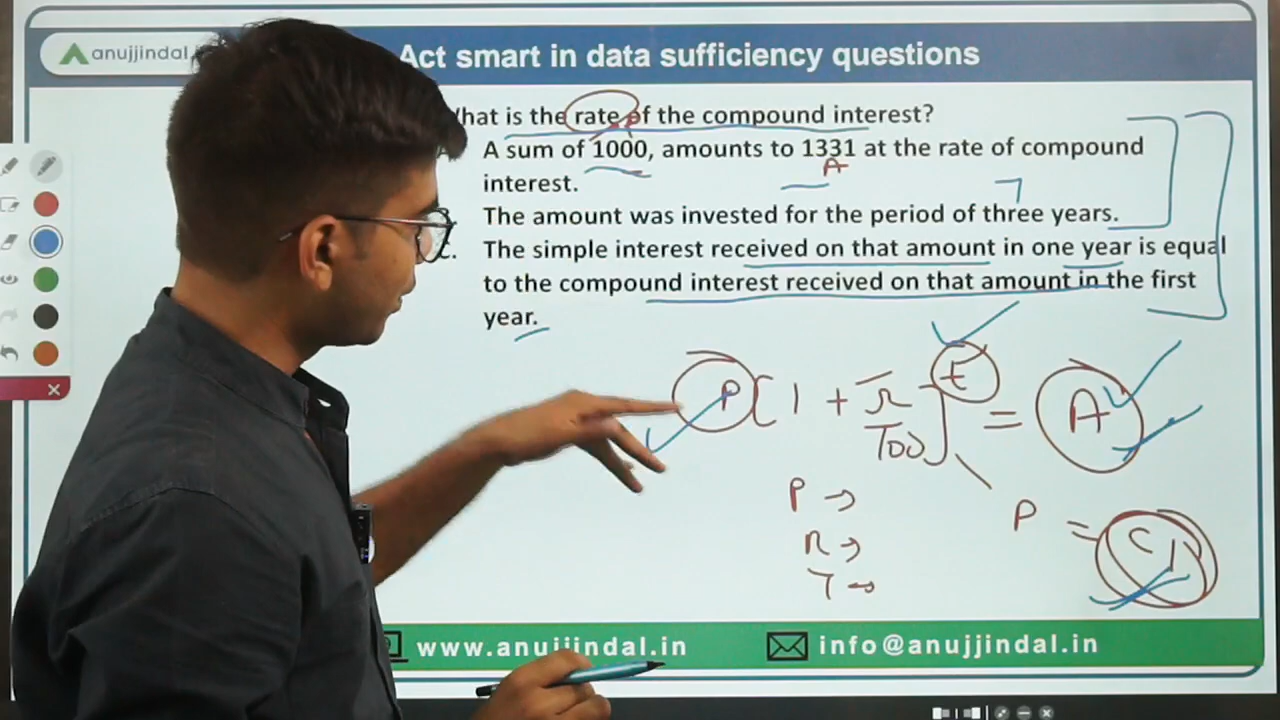 anujjindal
Act smart in data sufficiency questions
hat is the rate of the compound interest?
A sum of 1000, amounts to 1331 at the rate of compound
interest.
The amount was invested for the period of three years.
C. The simple interest received on that amount in one year is equal
to the compound interest received on that amount in the first
year.
P
A
T
P [1 + r/100]^t = A
P →
R →
T →
P = CI
www.anujjindal.in
info@anujjindal.in